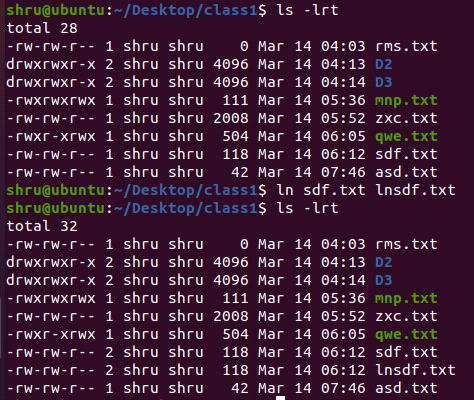 shru@ubuntu:~/Desktop/class1$ ls -lrt
total 28
-rw-rw-r-- 1 shru shru    0 Mar 14 04:03 rms.txt
drwxrwxr-x 2 shru shru 4096 Mar 14 04:13 D2
drwxrwxr-x 2 shru shru 4096 Mar 14 04:14 D3
-rwxrwxrwx 1 shru shru  111 Mar 14 05:36 mnp.txt
-rw-rw-r-- 1 shru shru 2008 Mar 14 05:52 zxc.txt
-rwxr-xrwx 1 shru shru  504 Mar 14 06:05 qwe.txt
-rw-rw-r-- 1 shru shru  118 Mar 14 06:12 sdf.txt
-rw-rw-r-- 1 shru shru   42 Mar 14 07:46 asd.txt
shru@ubuntu:~/Desktop/class1$ ln sdf.txt lnsdf.txt
shru@ubuntu:~/Desktop/class1$ ls -lrt
total 32
-rw-rw-r-- 1 shru shru    0 Mar 14 04:03 rms.txt
drwxrwxr-x 2 shru shru 4096 Mar 14 04:13 D2
drwxrwxr-x 2 shru shru 4096 Mar 14 04:14 D3
-rwxrwxrwx 1 shru shru  111 Mar 14 05:36 mnp.txt
-rw-rw-r-- 1 shru shru 2008 Mar 14 05:52 zxc.txt
-rwxr-xrwx 1 shru shru  504 Mar 14 06:05 qwe.txt
-rw-rw-r-- 2 shru shru  118 Mar 14 06:12 sdf.txt
-rw-rw-r-- 2 shru shru  118 Mar 14 06:12 lnsdf.txt
-rw-rw-r-- 1 shru shru   42 Mar 14 07:46 asd.txt